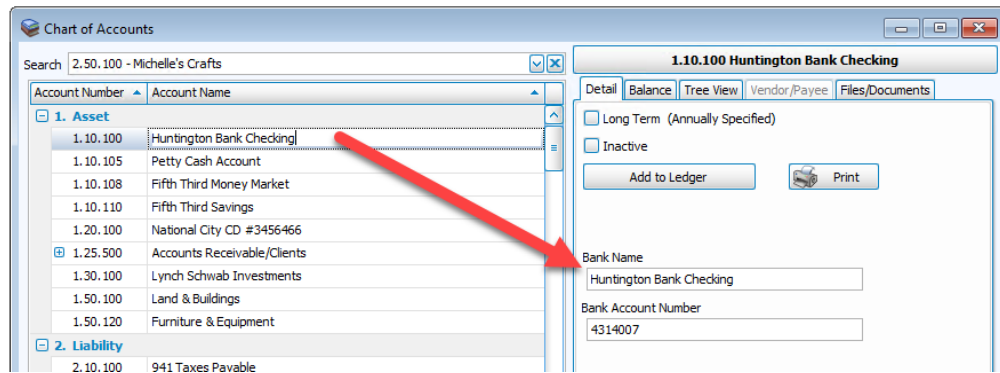 Chart of Accounts
Search 2.50.100 - Michelle's Crafts
Account Number Account Name
1. Asset
1.10.100 Huntington Bank Checking
1.10.105 Petty Cash Account
1.10.108 Fifth Third Money Market
1.10.110 Fifth Third Savings
1.20.100 National City CD #3456466
1.25.500 Accounts Receivable/Clients
1.30.100 Lynch Schwab Investments
1.50.100 Land & Buildings
1.50.120 Furniture & Equipment
2. Liability
2.10.100 941 Taxes Payable
1.10.100 Huntington Bank Checking
Detail Balance Tree View Vendor/Payee Files/Documents
Long Term (Annually Specified)
Inactive
Add to Ledger Print
Bank Name
Huntington Bank Checking
Bank Account Number
4314007